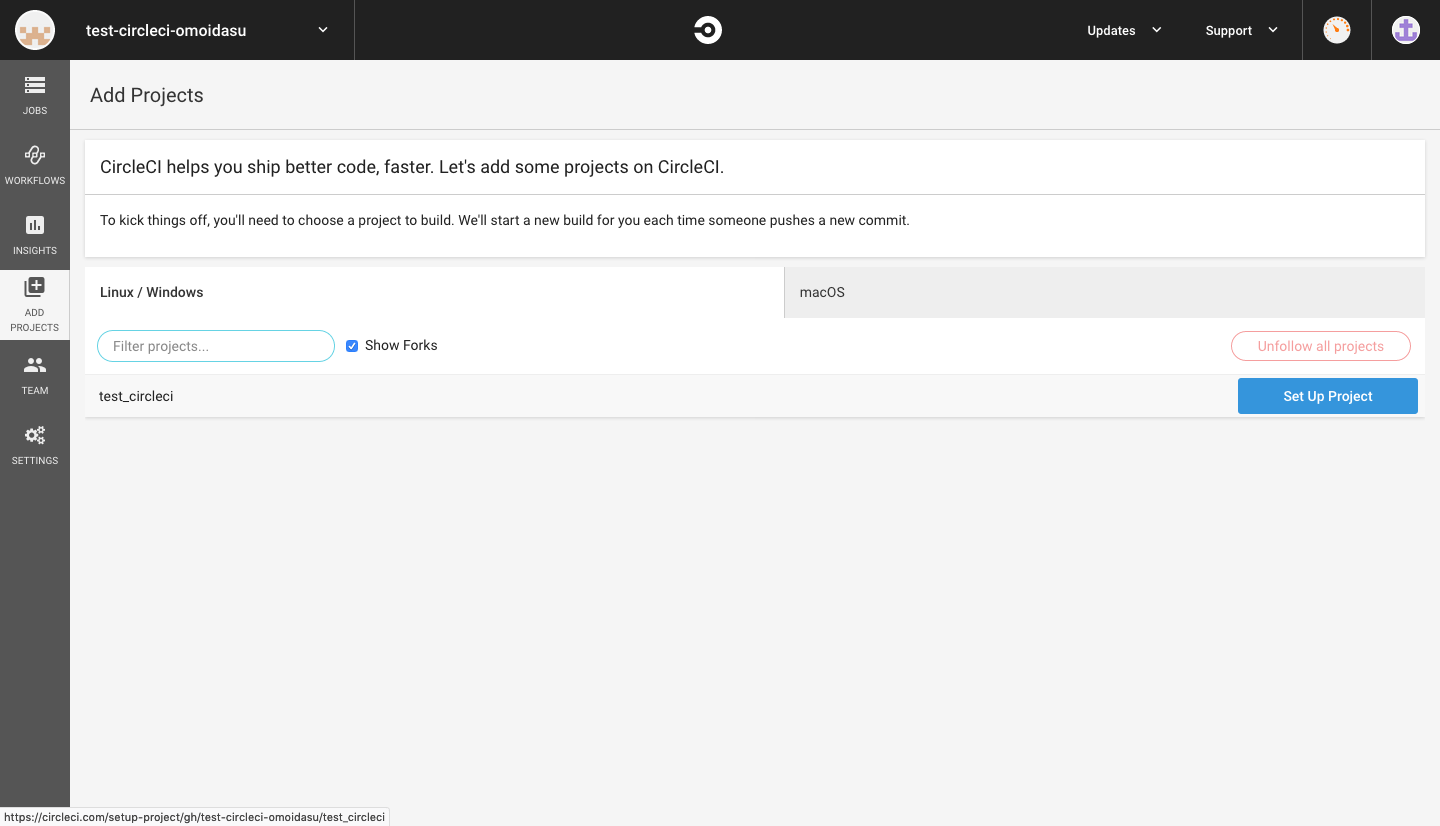 test-circleci-omoidasu
Updates
Support
JOBS
WORKFLOWS
INSIGHTS
ADD
PROJECTS
TEAM
SETTINGS
Add Projects
CircleCI helps you ship better code, faster. Let's add some projects on CircleCI.
To kick things off, you'll need to choose a project to build. We'll start a new build for you each time someone pushes a new commit.
Linux / Windows
macOS
Filter projects...
Show Forks
Unfollow all projects
test_circleci
Set Up Project
https://circleci.com/setup-project/gh/test-circleci-omoidasu/test_circleci